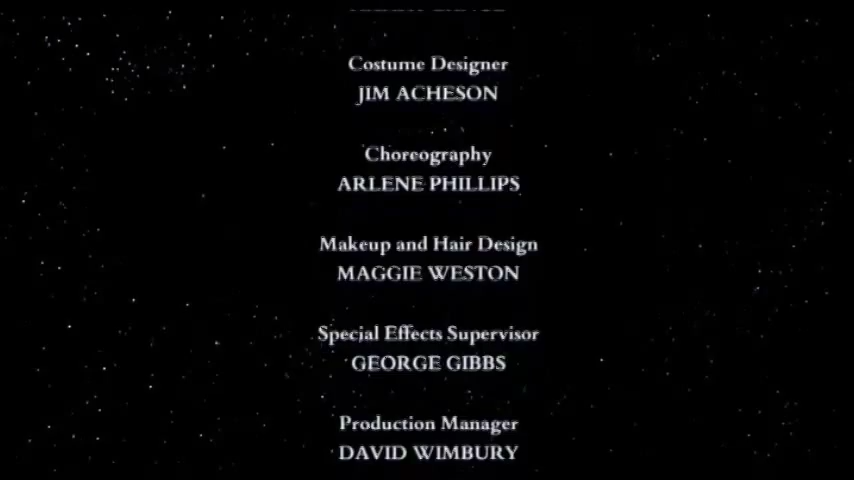 Costume Designer
JIM ACHESON
Choreography
ARLENE PHILLIPS
Makeup and Hair Design
MAGGIE WESTON
Special Effects Supervisor
GEORGE GIBBS
Production Manager
DAVID WIMBURY